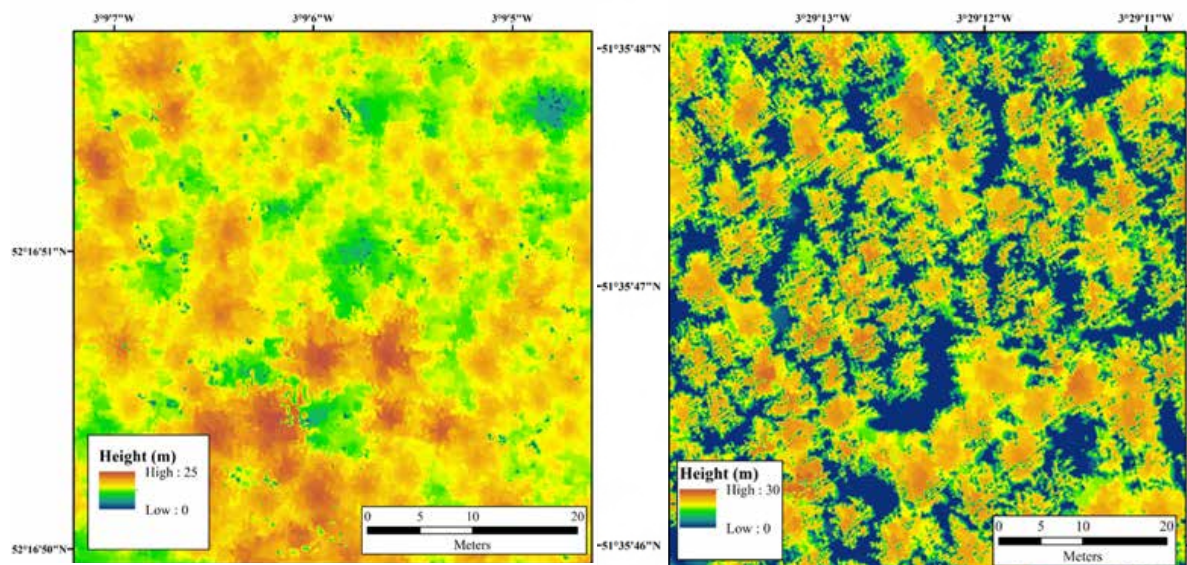 3°9'7"W 3°9'6"W 3°9'5"W
52°16'51"N
52°16'50"N
Height (m)
High : 25
Low : 0
0 5 10 20
Meters
3°29'13"W 3°29'12"W 3°29'11"W
51°35'48"N
51°35'47"N
51°35'46"N
Height (m)
High : 30
Low : 0
0 5 10 20
Meters